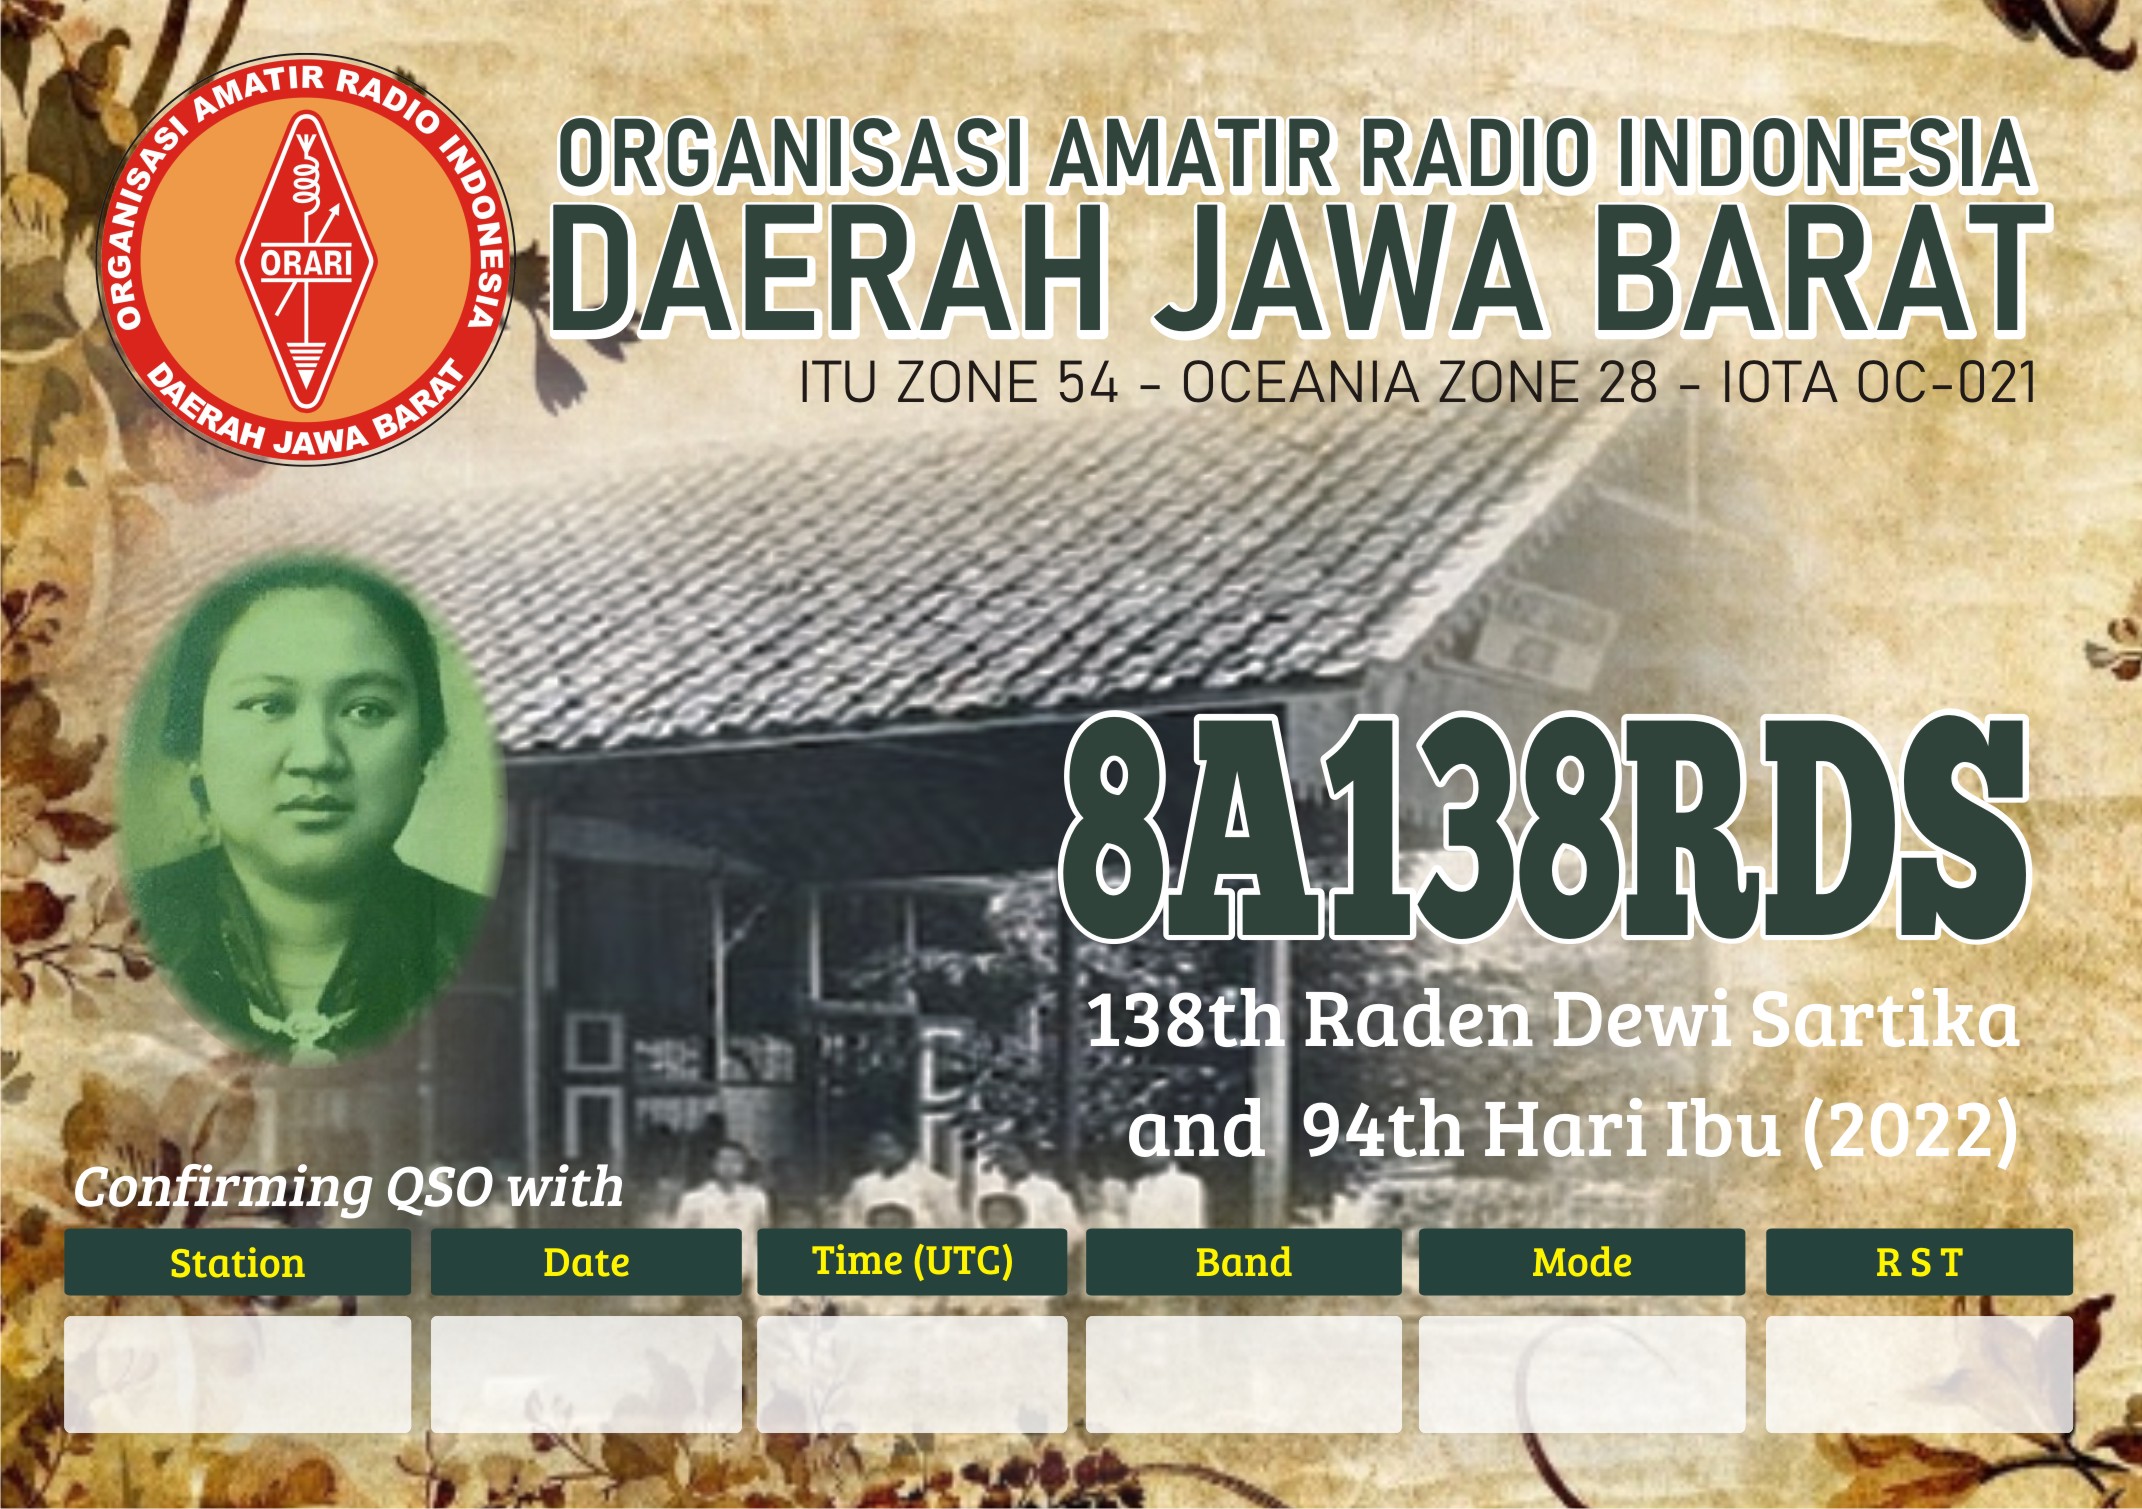 ORGANISASI AMATIR RADIO INDONESIA
ORARI
DAERAH JAWA BARAT
ORGANISASI AMATIR RADIO INDONESIA
DAERAH JAWA BARAT
ITU ZONE 54 - OCEANIA ZONE 28 - IOTA OC-021
8A138RDS
138th Raden Dewi Sartika
and 94th Hari Ibu (2022)
Confirming QSO with
Station Date Time (UTC) Band Mode R S T